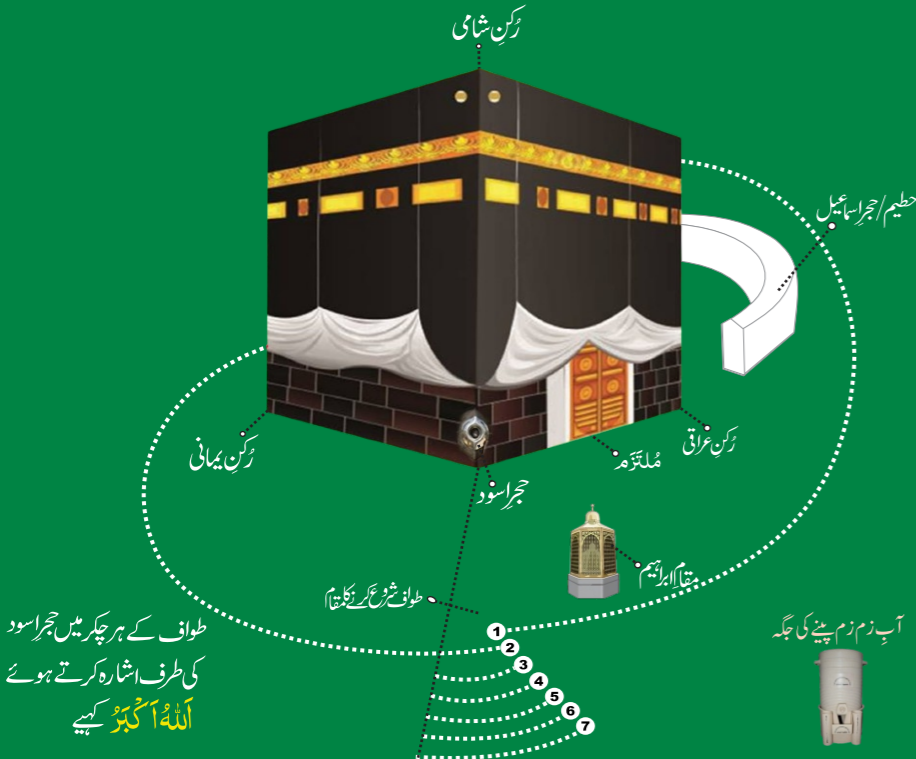 رُکنِ شامی
حطیم/حجرِ اسماعیل
رُکنِ عراقی
مُلتَزَم
رُکنِ یمانی
حجرِ اسود
مقامِ ابراہیم
طواف شروع کرنے کا مقام
1
2
3
4
5
6
7
طواف کے ہر چکر میں حجرِ اسود
کی طرف اشارہ کرتے ہوئے
اَللّٰهُ اَکْبَرُ کہیے
آبِ زم زم پینے کی جگہ